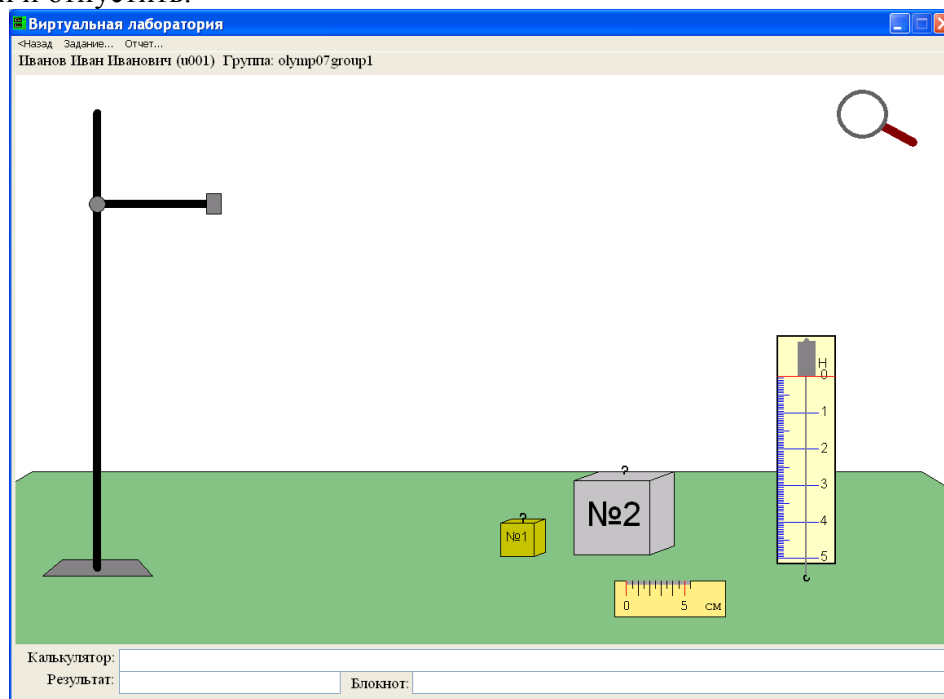 и отпустить.
Виртуальная лаборатория
<Назад Задание... Отчет...
Иванов Иван Иванович (u001) Группа: olymp07group1
Н
0
1
2
3
4
5
№1
№2
0 5 см
Калькулятор:
Результат: Блокнот: